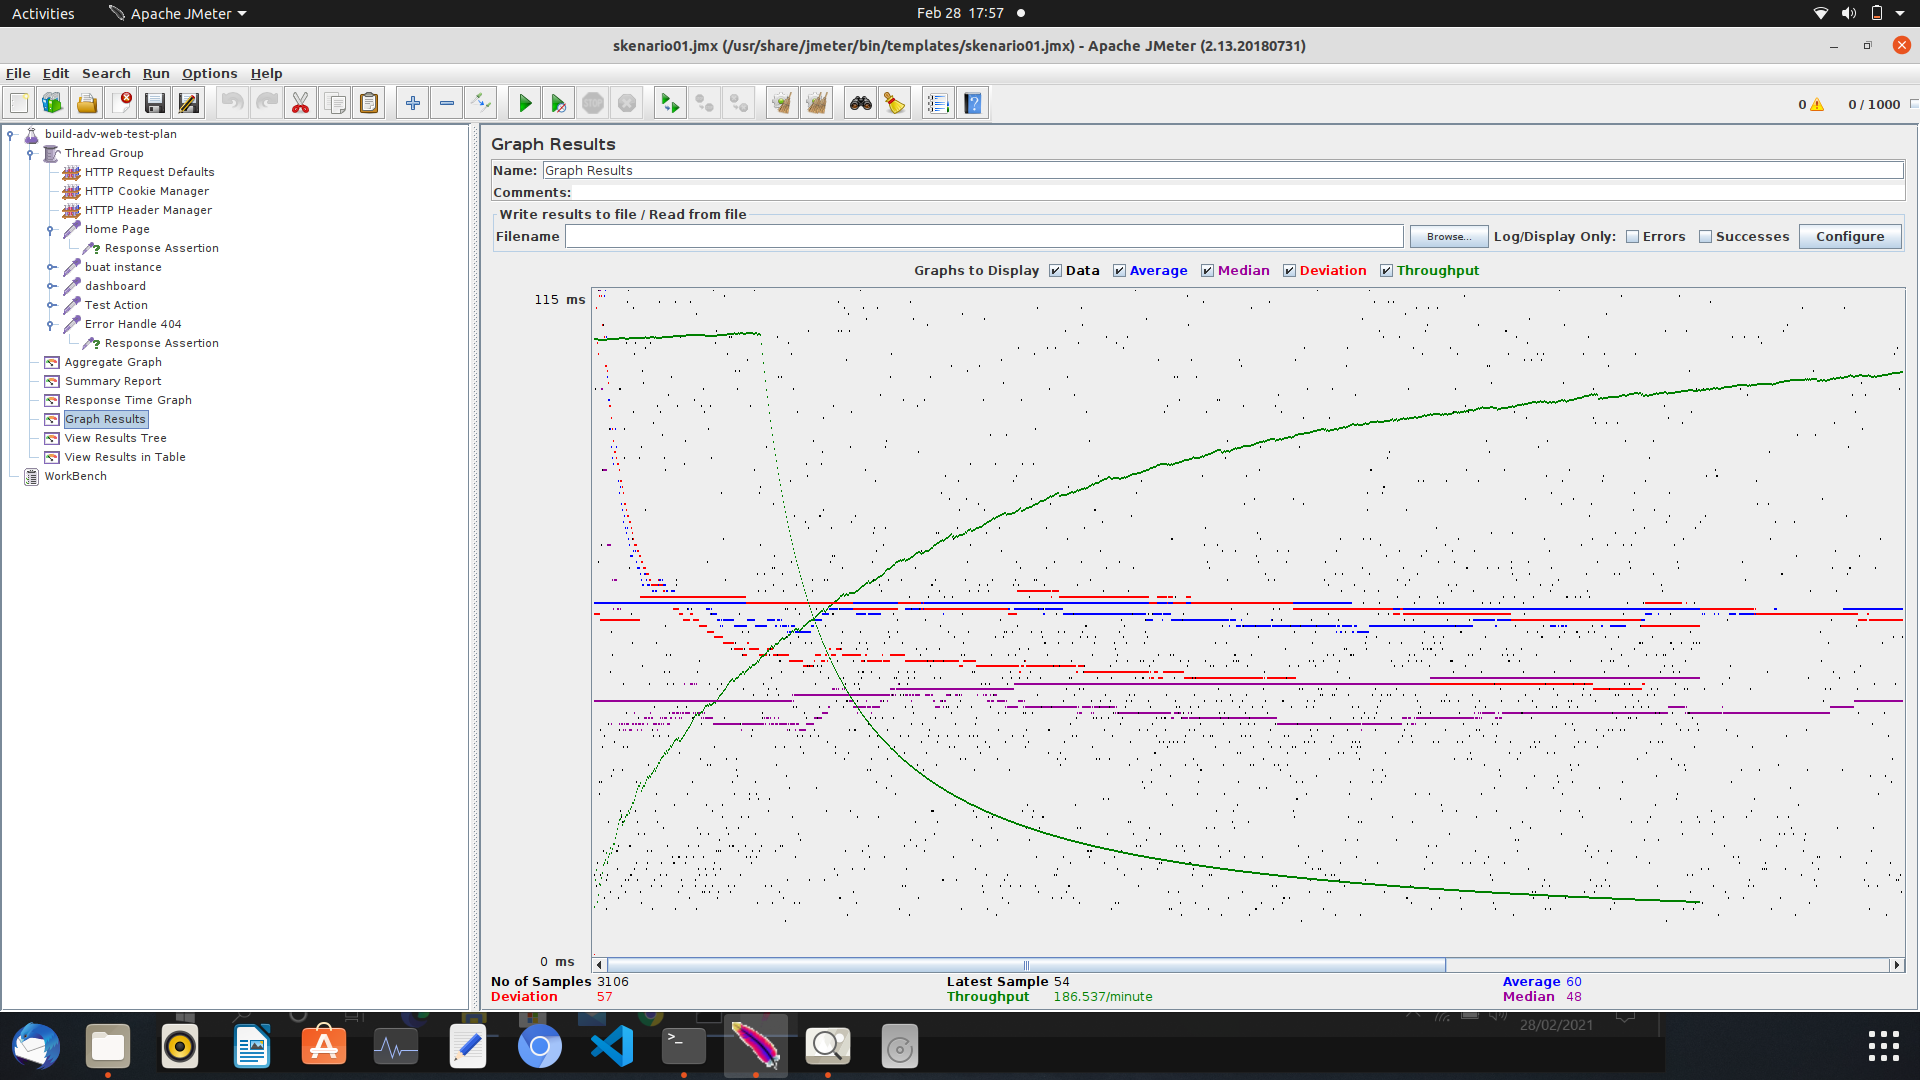 Activities Apache JMeter Feb 28 17:57
skenario01.jmx (/usr/share/jmeter/bin/templates/skenario01.jmx) - Apache JMeter (2.13.20180731)
File Edit Search Run Options Help
0 0 / 1000
build-adv-web-test-plan
Thread Group
HTTP Request Defaults
HTTP Cookie Manager
HTTP Header Manager
Home Page
Response Assertion
buat instance
dashboard
Test Action
Error Handle 404
Response Assertion
Aggregate Graph
Summary Report
Response Time Graph
Graph Results
View Results Tree
View Results in Table
WorkBench
Graph Results
Name: Graph Results
Comments:
Write results to file / Read from file
Filename Browse... Log/Display Only: Errors Successes Configure
Graphs to Display Data Average Median Deviation Throughput
115 ms
0 ms
No of Samples 3106 Latest Sample 54 Average 60
Deviation 57 Throughput 186.537/minute Median 48
28/02/2021